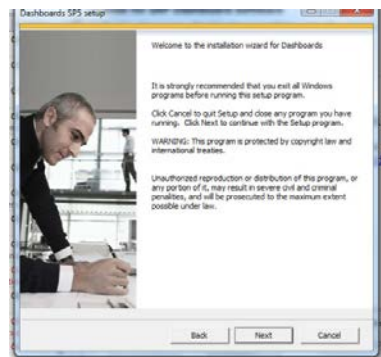 Dashboards SP5 setup
Welcome to the installation wizard for Dashboards
It is strongly recommended that you exit all Windows
programs before running this setup program.
Click Cancel to quit Setup and close any program you have
running. Click Next to continue with the Setup program.
WARNING: This program is protected by copyright law and
international treaties.
Unauthorized reproduction or distribution of this program, or
any portion of it, may result in severe civil and criminal
penalties, and will be prosecuted to the maximum extent
possible under law.
Back
Next
Cancel